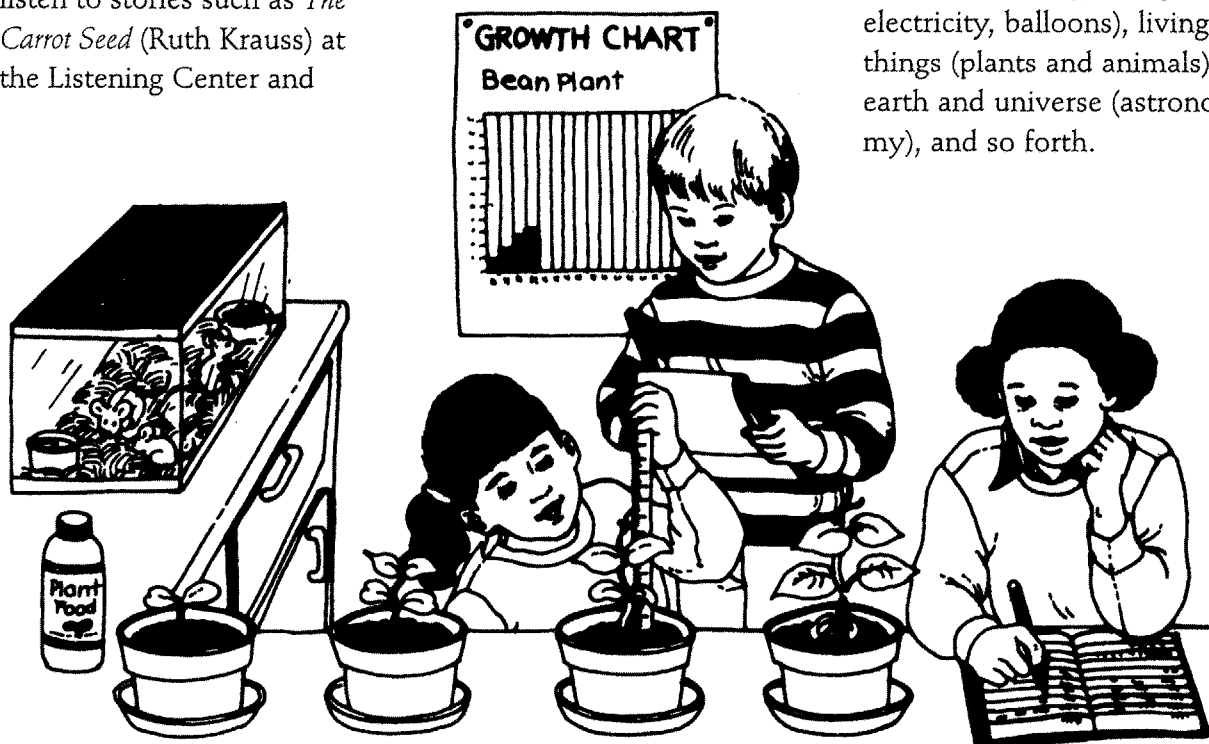 listen to stories such as The
Carrot Seed (Ruth Krauss) at
the Listening Center and
GROWTH CHART
Bean Plant
electricity, balloons), living
things (plants and animals)
earth and universe (astrono
my), and so forth.
Plant
Food